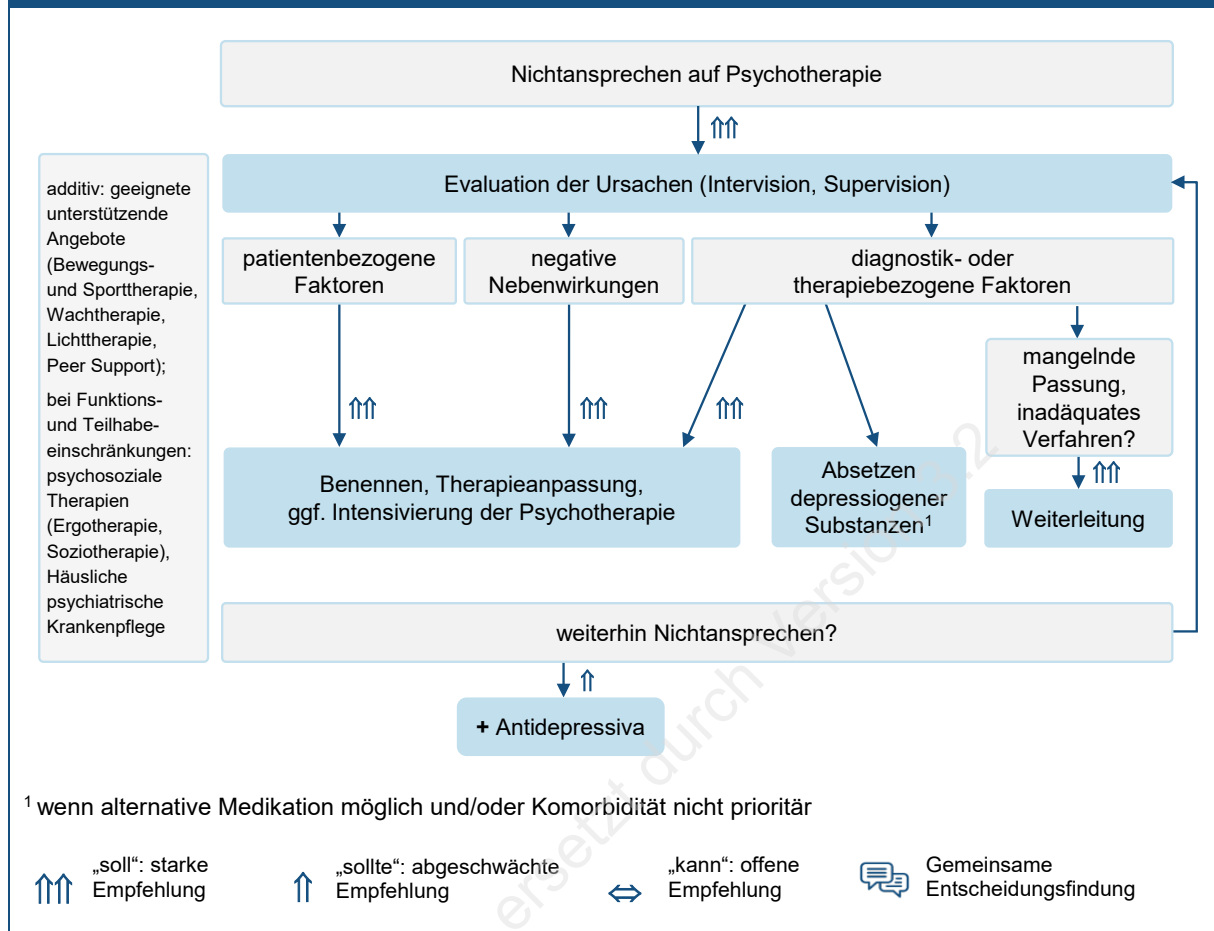 Nichtansprechen auf Psychotherapie
⇑⇑
Evaluation der Ursachen (Intervision, Supervision)
additiv: geeignete
unterstützende
Angebote
(Bewegungs-
und Sporttherapie,
Wachtherapie,
Lichttherapie,
Peer Support);
bei Funktions-
und Teilhabe-
einschränkungen:
psychosoziale
Therapien
(Ergotherapie,
Soziotherapie),
Häusliche
psychiatrische
Krankenpflege
patientenbezogene
Faktoren
negative
Nebenwirkungen
diagnostik- oder
therapiebezogene Faktoren
mangelnde
Passung,
inadäquates
Verfahren?
⇑⇑
⇑⇑
⇑⇑
Benennen, Therapieanpassung,
ggf. Intensivierung der Psychotherapie
Absetzen
depressiogener
Substanzen¹
⇑⇑
Weiterleitung
weiterhin Nichtansprechen?
⇑
+ Antidepressiva
¹ wenn alternative Medikation möglich und/oder Komorbidität nicht prioritär
⇑⇑ „soll“: starke
Empfehlung
⇑ „sollte“: abgeschwächte
Empfehlung
⇔ „kann“: offene
Empfehlung
Gemeinsame
Entscheidungsfindung
ersetzt durch Version 3.2